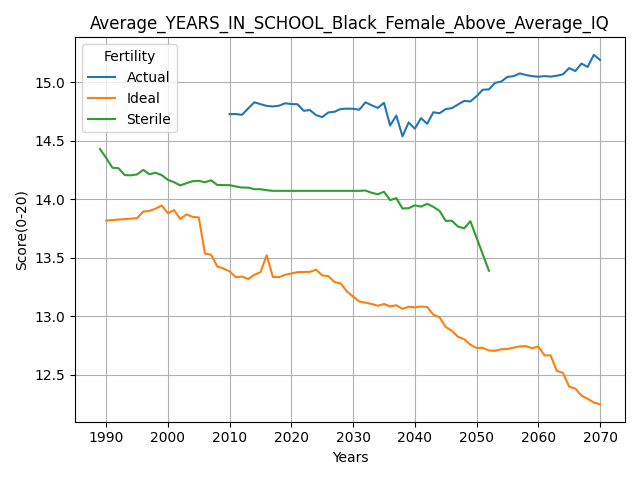 Average_YEARS_IN_SCHOOL_Black_Female_Above_Average_IQ
Fertility
Actual
Ideal
Sterile
Score(0-20)
15.0
14.5
14.0
13.5
13.0
12.5
1990 2000 2010 2020 2030 2040 2050 2060 2070
Years